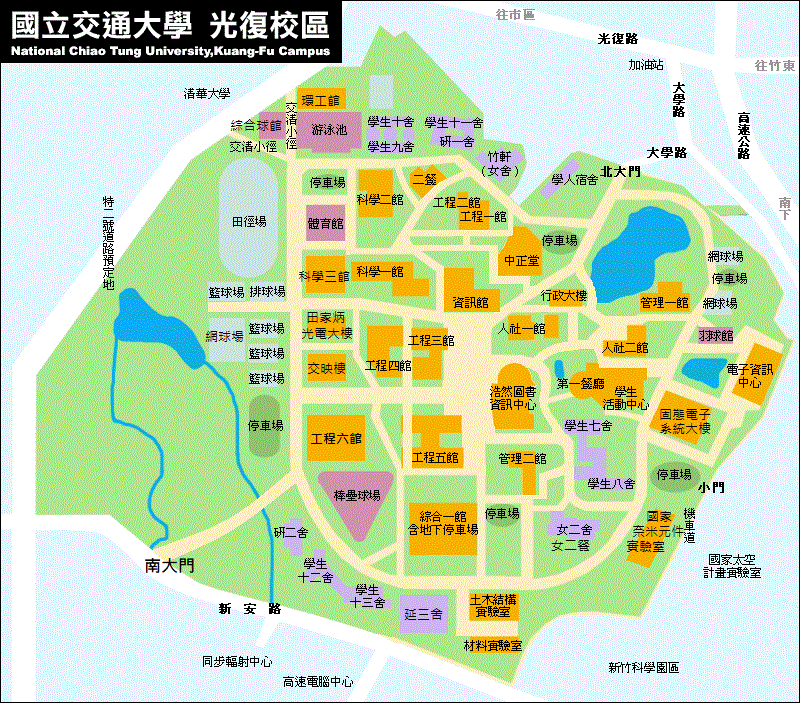 國立交通大學 光復校區
National Chiao Tung University,Kuang-Fu Campus
往市區
光復路
加油站
往竹東
清華大學
大學路
高速公路
環工館
交清小徑
綜合球館
游泳池
學生十舍
學生十一舍
交清小徑
學生九舍
研一舍
竹軒
(女舍)
大學路
北大門
學人宿舍
南下
特二號道路預定地
停車場
科學二館
二餐
工程二館
工程一館
田徑場
體育館
中正堂
停車場
網球場
停車場
網球場
科學三館
科學一館
資訊館
行政大樓
管理一館
籃球場
排球場
田家炳
光電大樓
網球場
籃球場
籃球場
籃球場
工程三館
人社一館
人社二館
羽球館
交映樓
工程四館
浩然圖書
資訊中心
第一餐廳
學生
活動中心
電子資訊
中心
固態電子
系統大樓
停車場
工程六館
工程五館
管理二館
學生七舍
學生八舍
停車場
小門
棒壘球場
綜合一館
含地下停車場
停車場
女二舍
女二餐
國家
奈米元件
實驗室
機車道
國家太空
計畫實驗室
研二舍
學生
十二舍
學生
十三舍
延三舍
土木結構
實驗室
材料實驗室
南大門
新安路
同步輻射中心
高速電腦中心
新竹科學園區